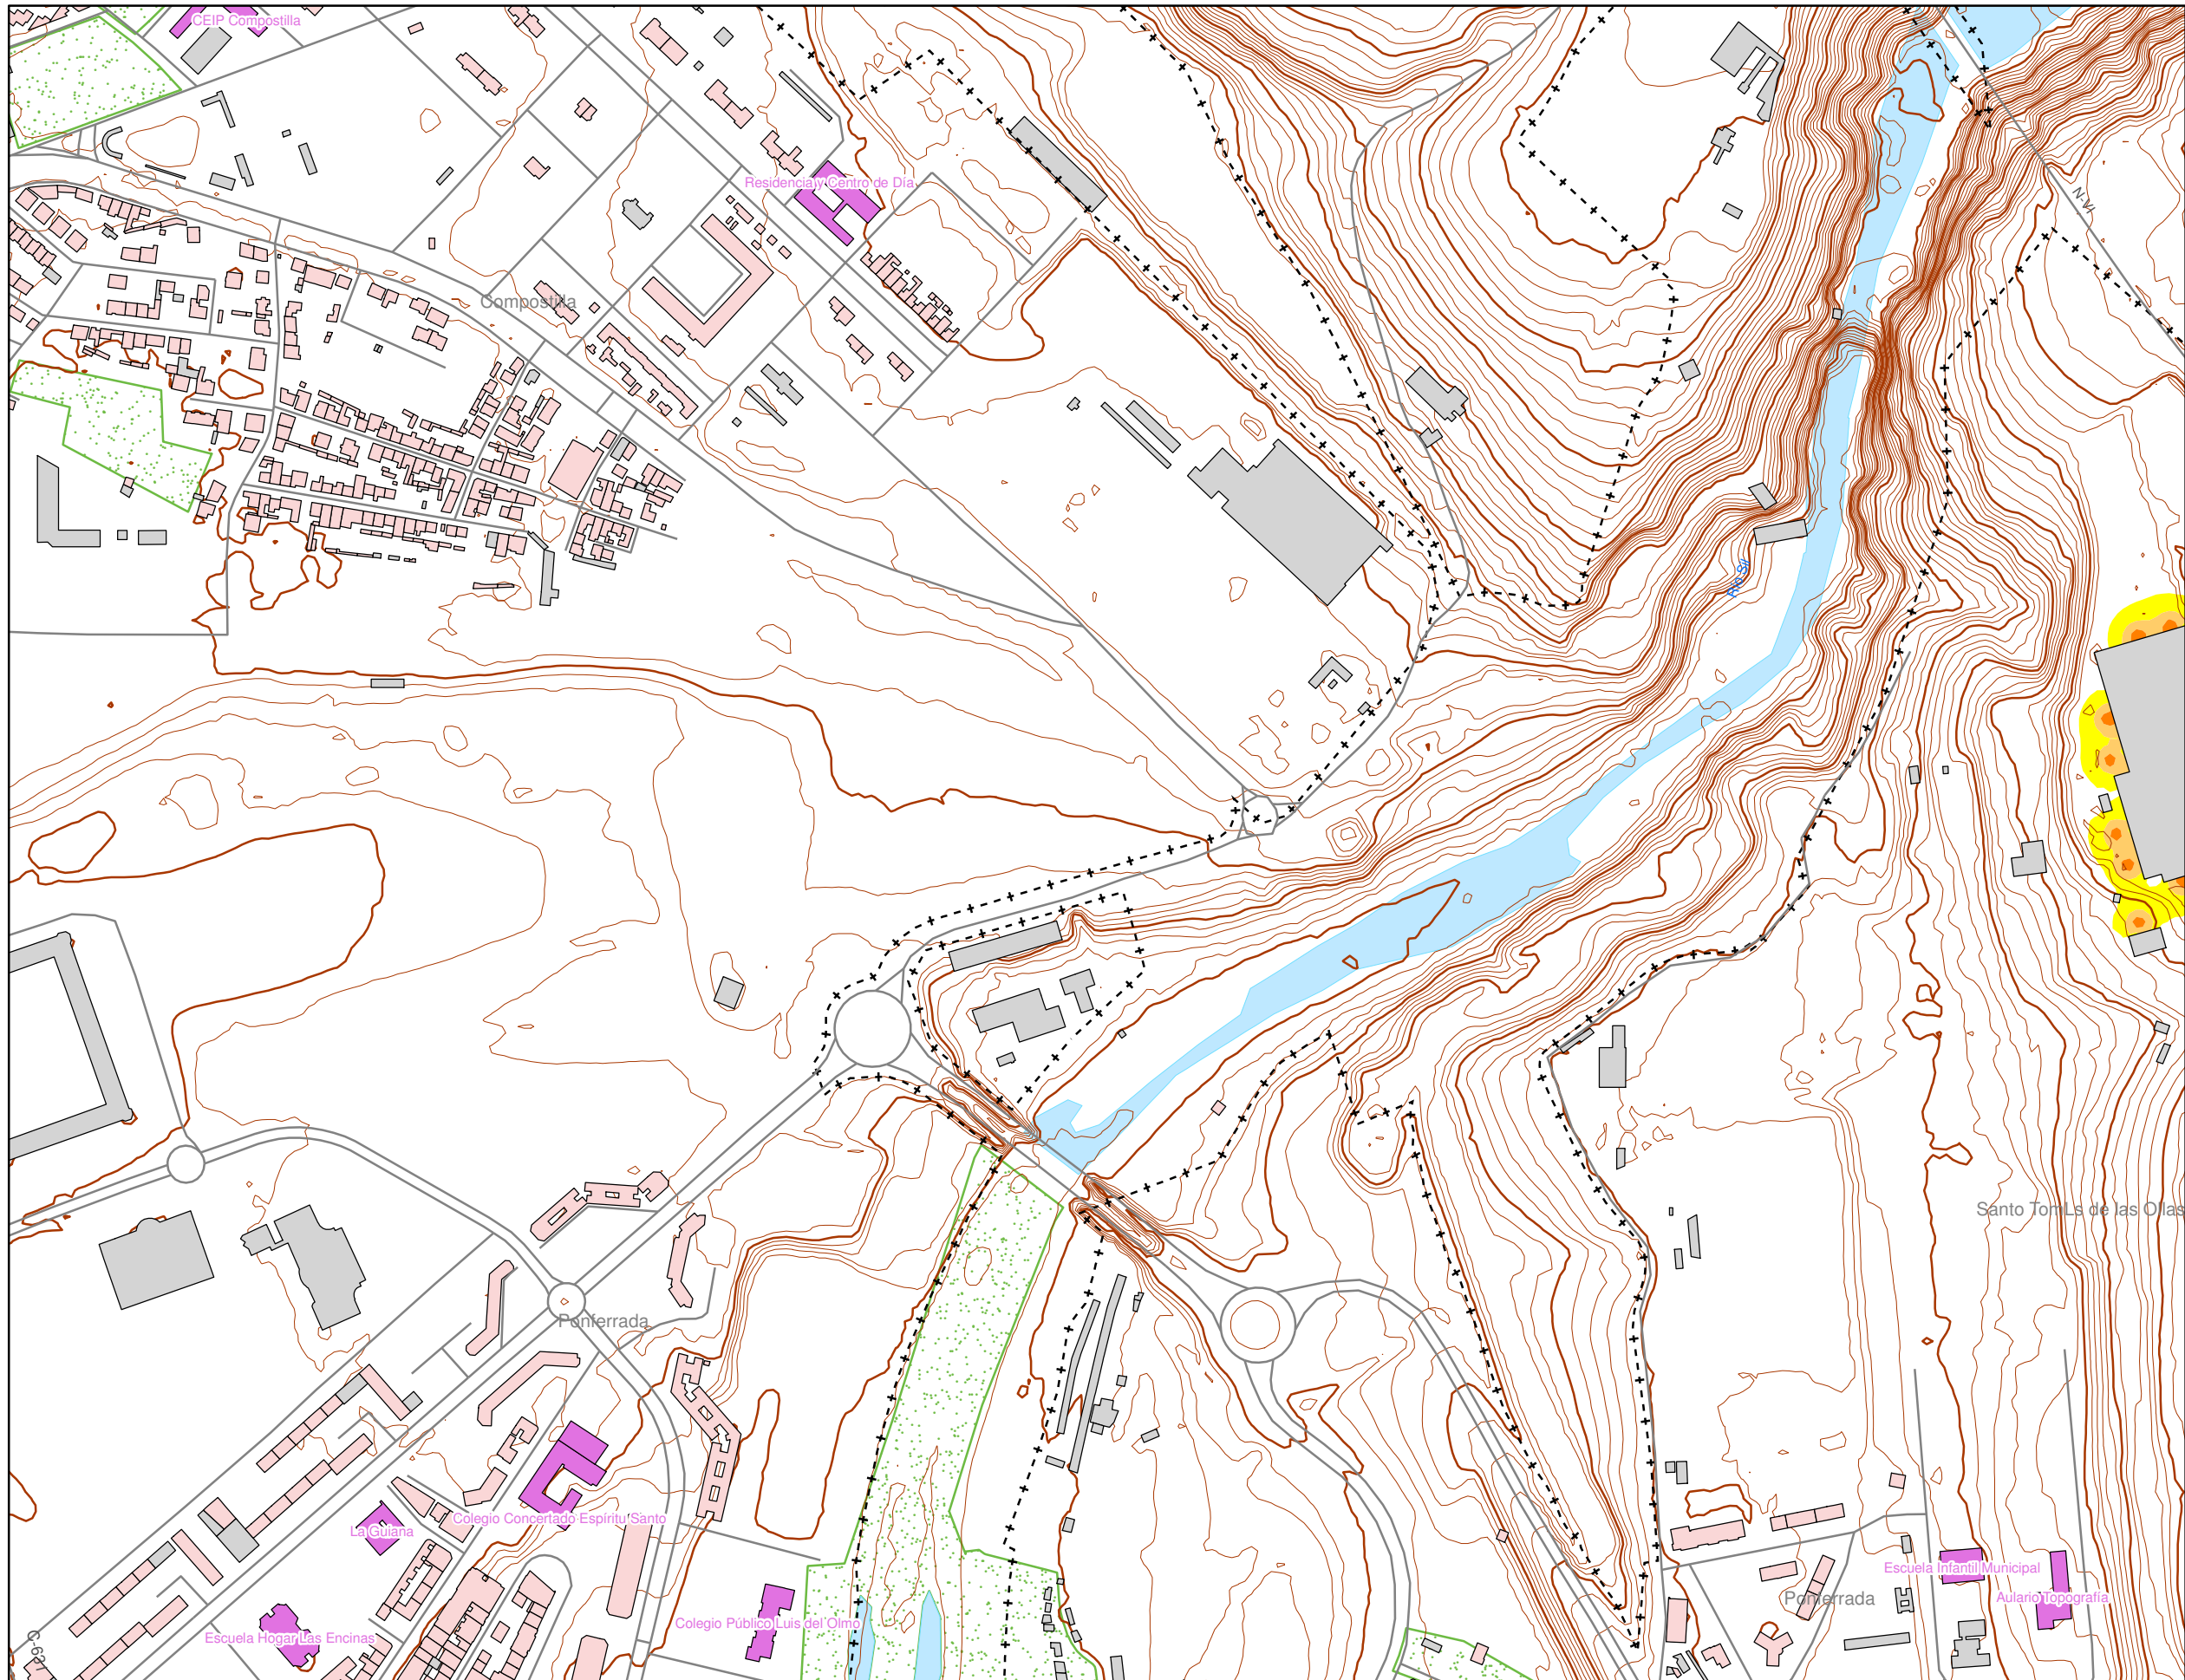 CEIP Compostilla
Residencia y Centro de Día
N-VI
Compostilla
Río Sil
Santo TomLs de las Ollas
Ponferrada
Colegio Concertado Espíritu Santo
La Guiana
Escuela Infantil Municipal
Ponferrada
Aulario Topografía
Colegio Público Luis del Olmo
Escuela Hogar Las Encinas